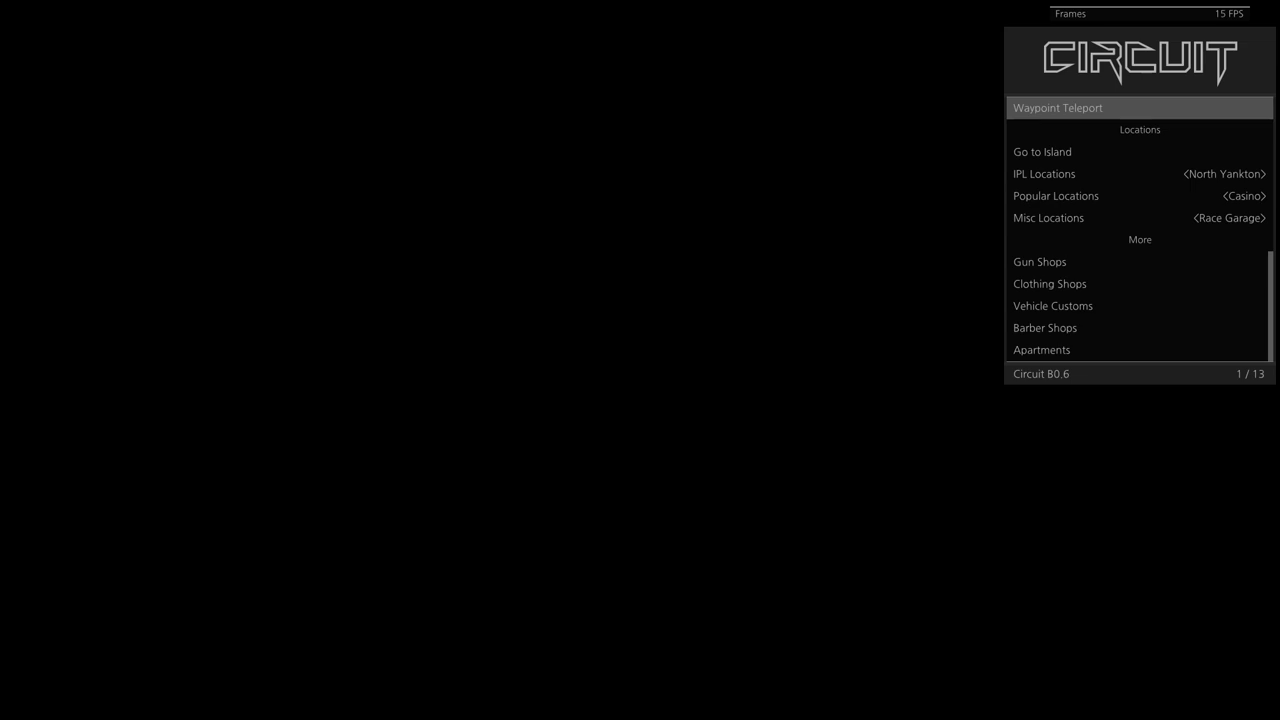 Frames 15 FPS
CIRCUIT
Waypoint Teleport
Locations
Go to Island
IPL Locations <North Yankton>
Popular Locations <Casino>
Misc Locations <Race Garage>
More
Gun Shops
Clothing Shops
Vehicle Customs
Barber Shops
Apartments
Circuit B0.6 1 / 13